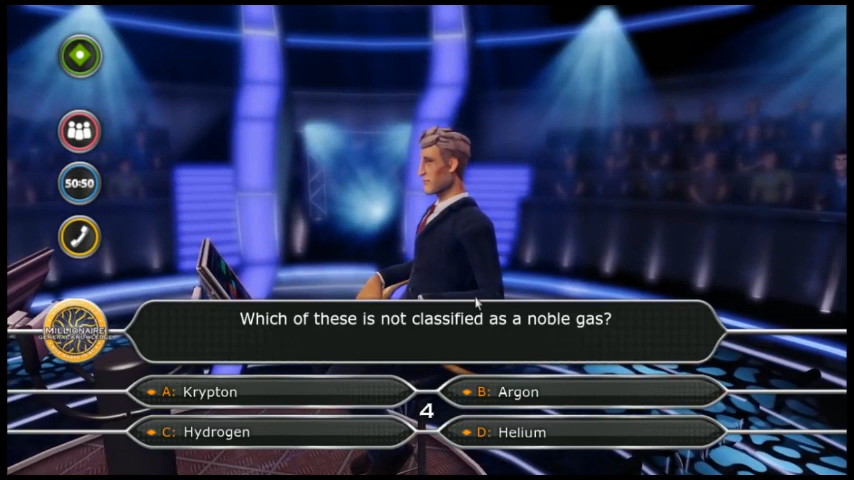 50:50
Which of these is not classified as a noble gas?
MILLIONAIRE
GENERAL KNOWLEDGE
A: Krypton
B: Argon
4
C: Hydrogen
D: Helium